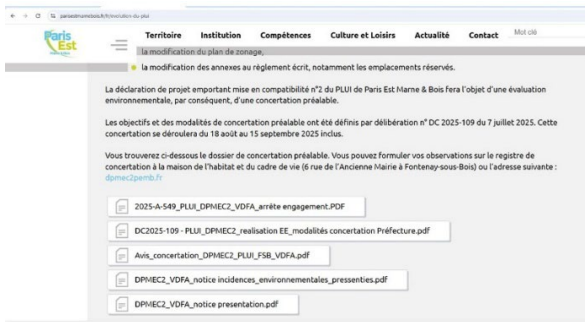 parisestmarnebois.fr/fr/evolution-du-plui
Paris
Est
Territoire Institution Compétences Culture et Loisirs Actualité Contact Mot clé
la modification du plan de zonage,
la modification des annexes au règlement écrit, notamment les emplacements réservés.
La déclaration de projet emportant mise en compatibilité n°2 du PLUI de Paris Est Marne & Bois fera l'objet d'une évaluation
environnementale, par conséquent, d'une concertation préalable.
Les objectifs et des modalités de concertation préalable ont été définis par délibération n° DC 2025-109 du 7 juillet 2025. Cette
concertation se déroulera du 18 août au 15 septembre 2025 inclus.
Vous trouverez ci-dessous le dossier de concertation préalable. Vous pouvez formuler vos observations sur le registre de
concertation à la maison de l'habitat et du cadre de vie (6 rue de l'Ancienne Mairie à Fontenay-sous-Bois) ou l'adresse suivante :
dpmec2pemb.fr
2025-A-549_PLUI_DPMEC2_VDFA_arrête engagement.PDF
DC2025-109 - PLUI_DPMEC2_realisation EE_modalités concertation Préfecture.pdf
Avis_concertation_DPMEC2_PLUI_FSB_VDFA.pdf
DPMEC2_VDFA_notice incidences_environnementales_pressenties.pdf
DPMEC2_VDFA_notice presentation.pdf